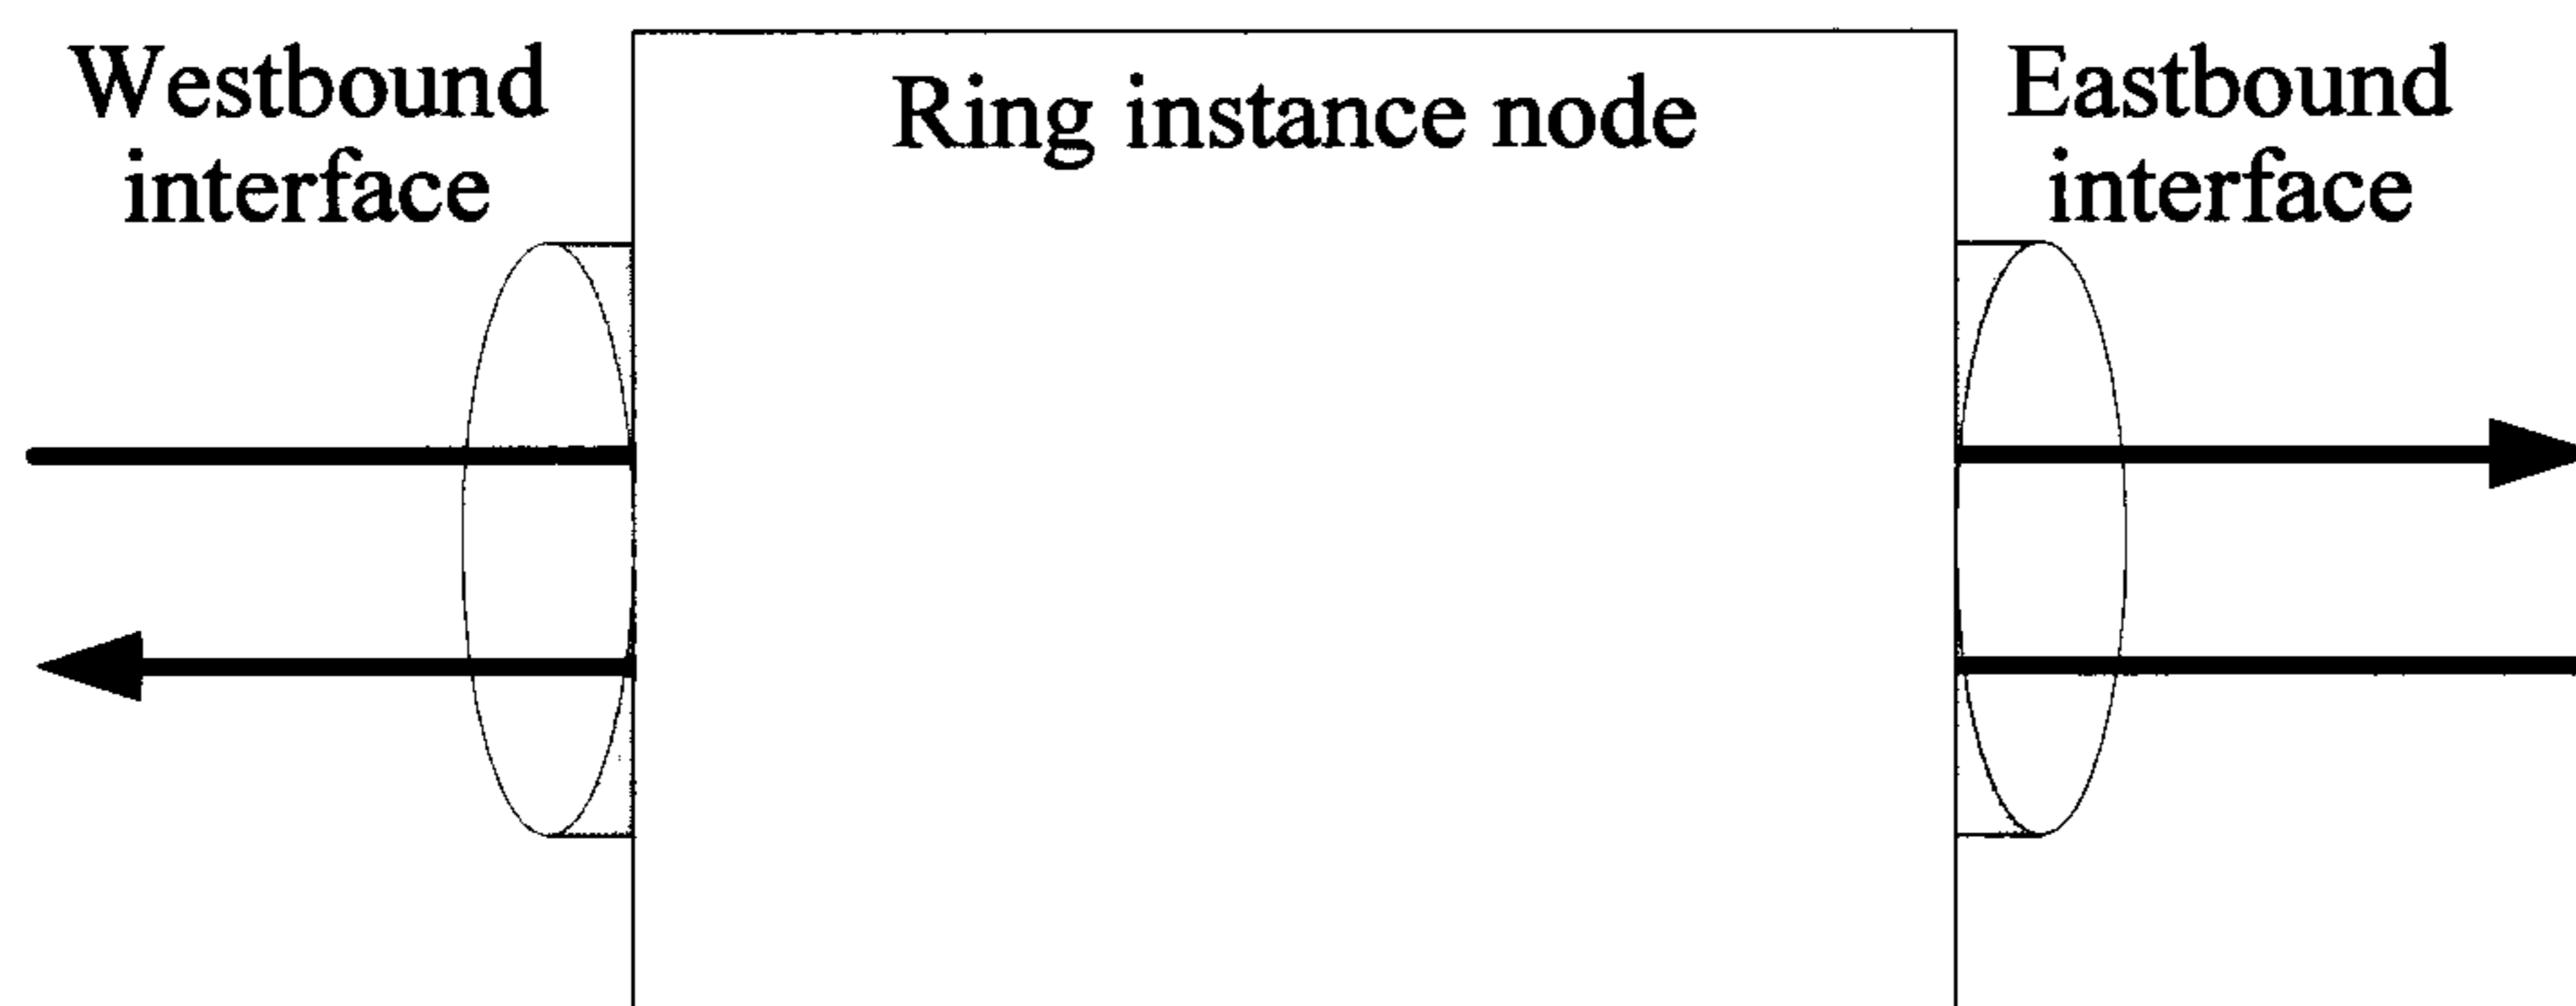 Westbound
interface
Ring instance node
Eastbound
interface